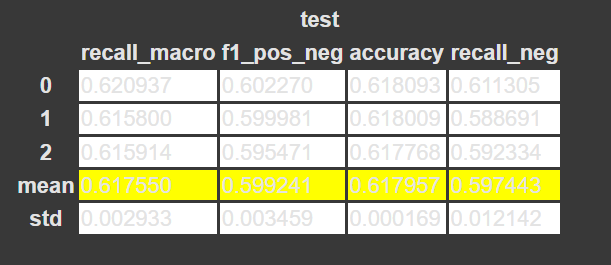 test
recall_macro f1_pos_neg accuracy recall_neg
0 0.620937 0.602270 0.618093 0.611305
1 0.615800 0.599981 0.618009 0.588691
2 0.615914 0.595471 0.617768 0.592334
mean 0.617550 0.599241 0.617957 0.597443
std 0.002933 0.003459 0.000169 0.012142